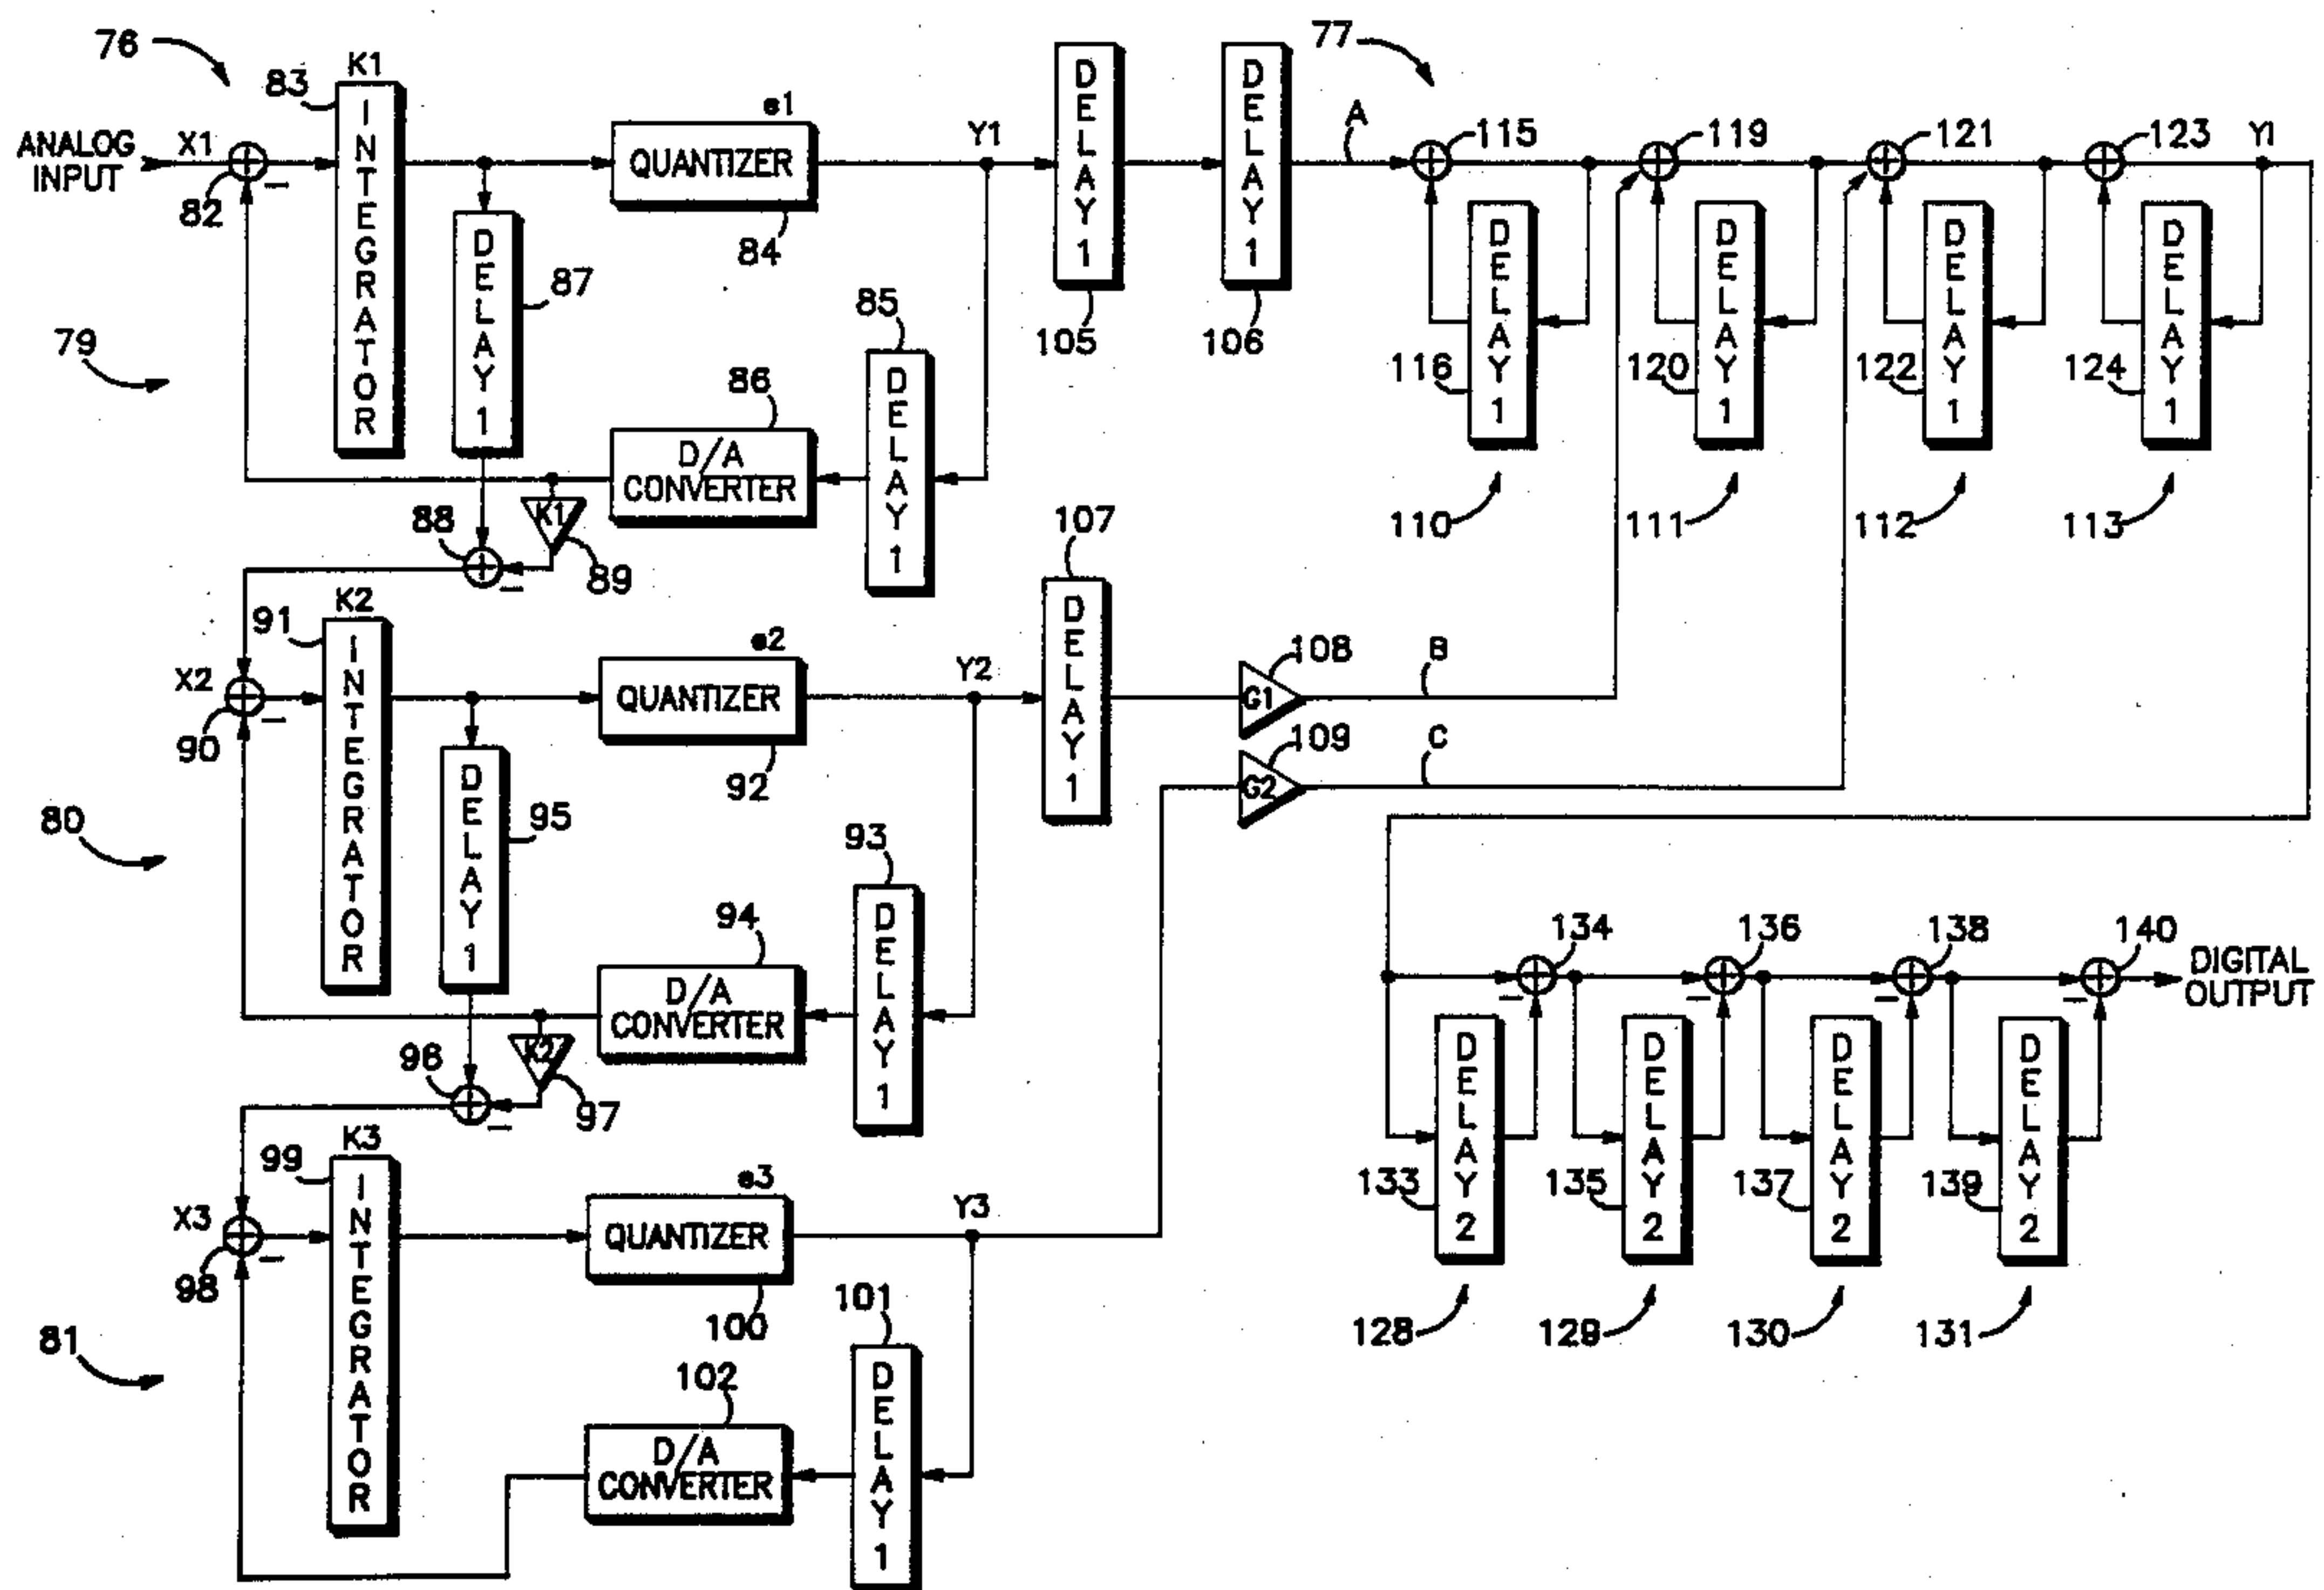 76
77
ANALOG INPUT
X1
82
83
K1
INTEGRATOR
e1
QUANTIZER
84
Y1
DELAY 1
105
DELAY 1
106
A
115
119
121
123
Y1
DELAY 1
87
85
DELAY 1
86
D/A CONVERTER
79
116
DELAY 1
110
120
DELAY 1
111
122
DELAY 1
112
124
DELAY 1
113
88
K1
89
107
DELAY 1
91
K2
INTEGRATOR
X2
90
e2
QUANTIZER
92
Y2
G1
108
B
G2
109
C
DELAY 1
95
80
93
DELAY 1
94
D/A CONVERTER
96
K2
97
134
136
138
140
DIGITAL OUTPUT
133
DELAY 2
128
135
DELAY 2
129
137
DELAY 2
130
139
DELAY 2
131
99
K3
INTEGRATOR
X3
98
e3
QUANTIZER
100
Y3
101
DELAY 1
102
D/A CONVERTER
81